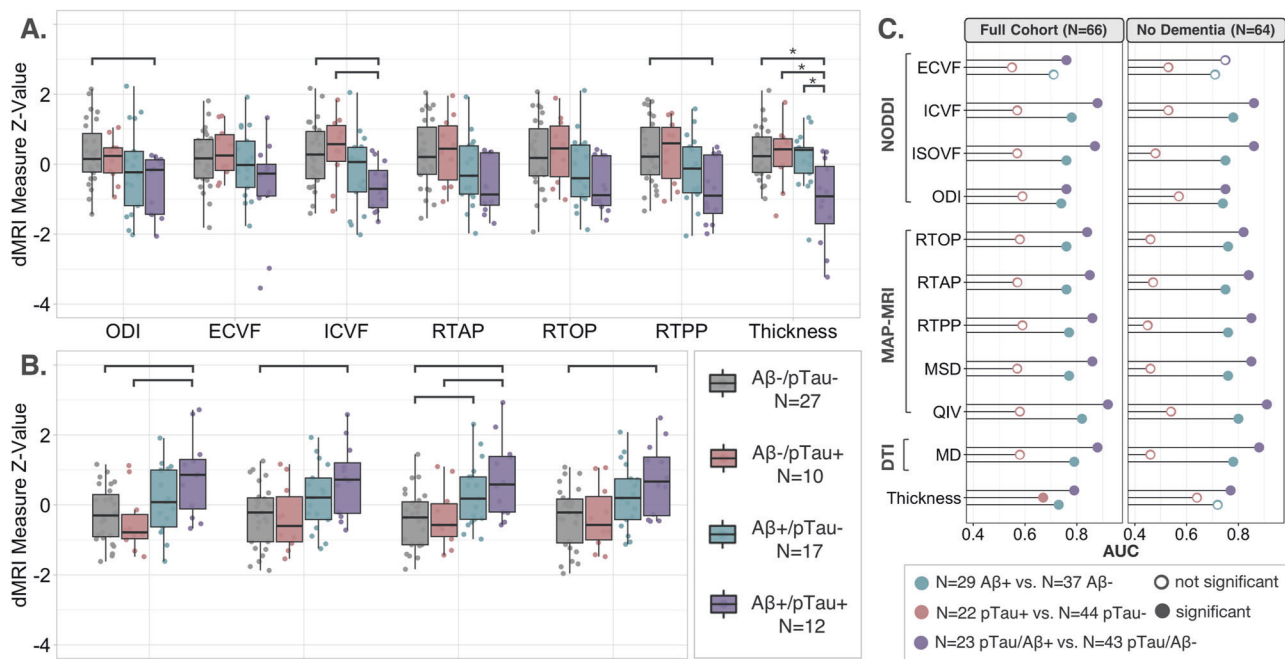 A.
dMRI Measure Z-Value
2
0
-2
-4
*
*
*
ODI ECVF ICVF RTAP RTOP RTPP Thickness
B.
dMRI Measure Z-Value
2
0
-2
-4
Aβ-/pTau-
N=27
Aβ-/pTau+
N=10
Aβ+/pTau-
N=17
Aβ+/pTau+
N=12
C.
Full Cohort (N=66) No Dementia (N=64)
NODDI
ECVF
ICVF
ISOVF
ODI
MAP-MRI
RTOP
RTAP
RTPP
MSD
QIV
DTI
MD
Thickness
0.4 0.6 0.8 0.4 0.6 0.8
AUC
N=29 Aβ+ vs. N=37 Aβ- not significant
N=22 pTau+ vs. N=44 pTau- significant
N=23 pTau/Aβ+ vs. N=43 pTau/Aβ-